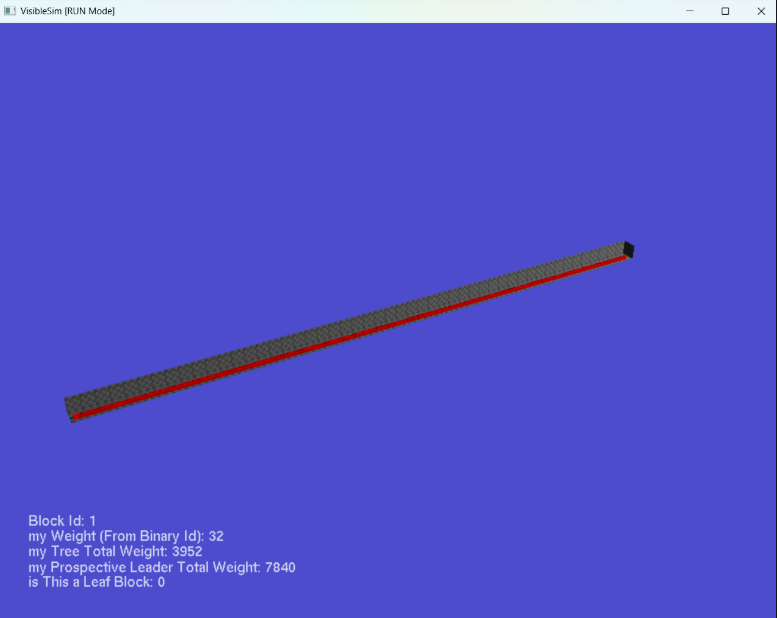 VisibleSim [RUN Mode]
Block Id: 1
my Weight (From Binary Id): 32
my Tree Total Weight: 3952
my Prospective Leader Total Weight: 7840
is This a Leaf Block: 0